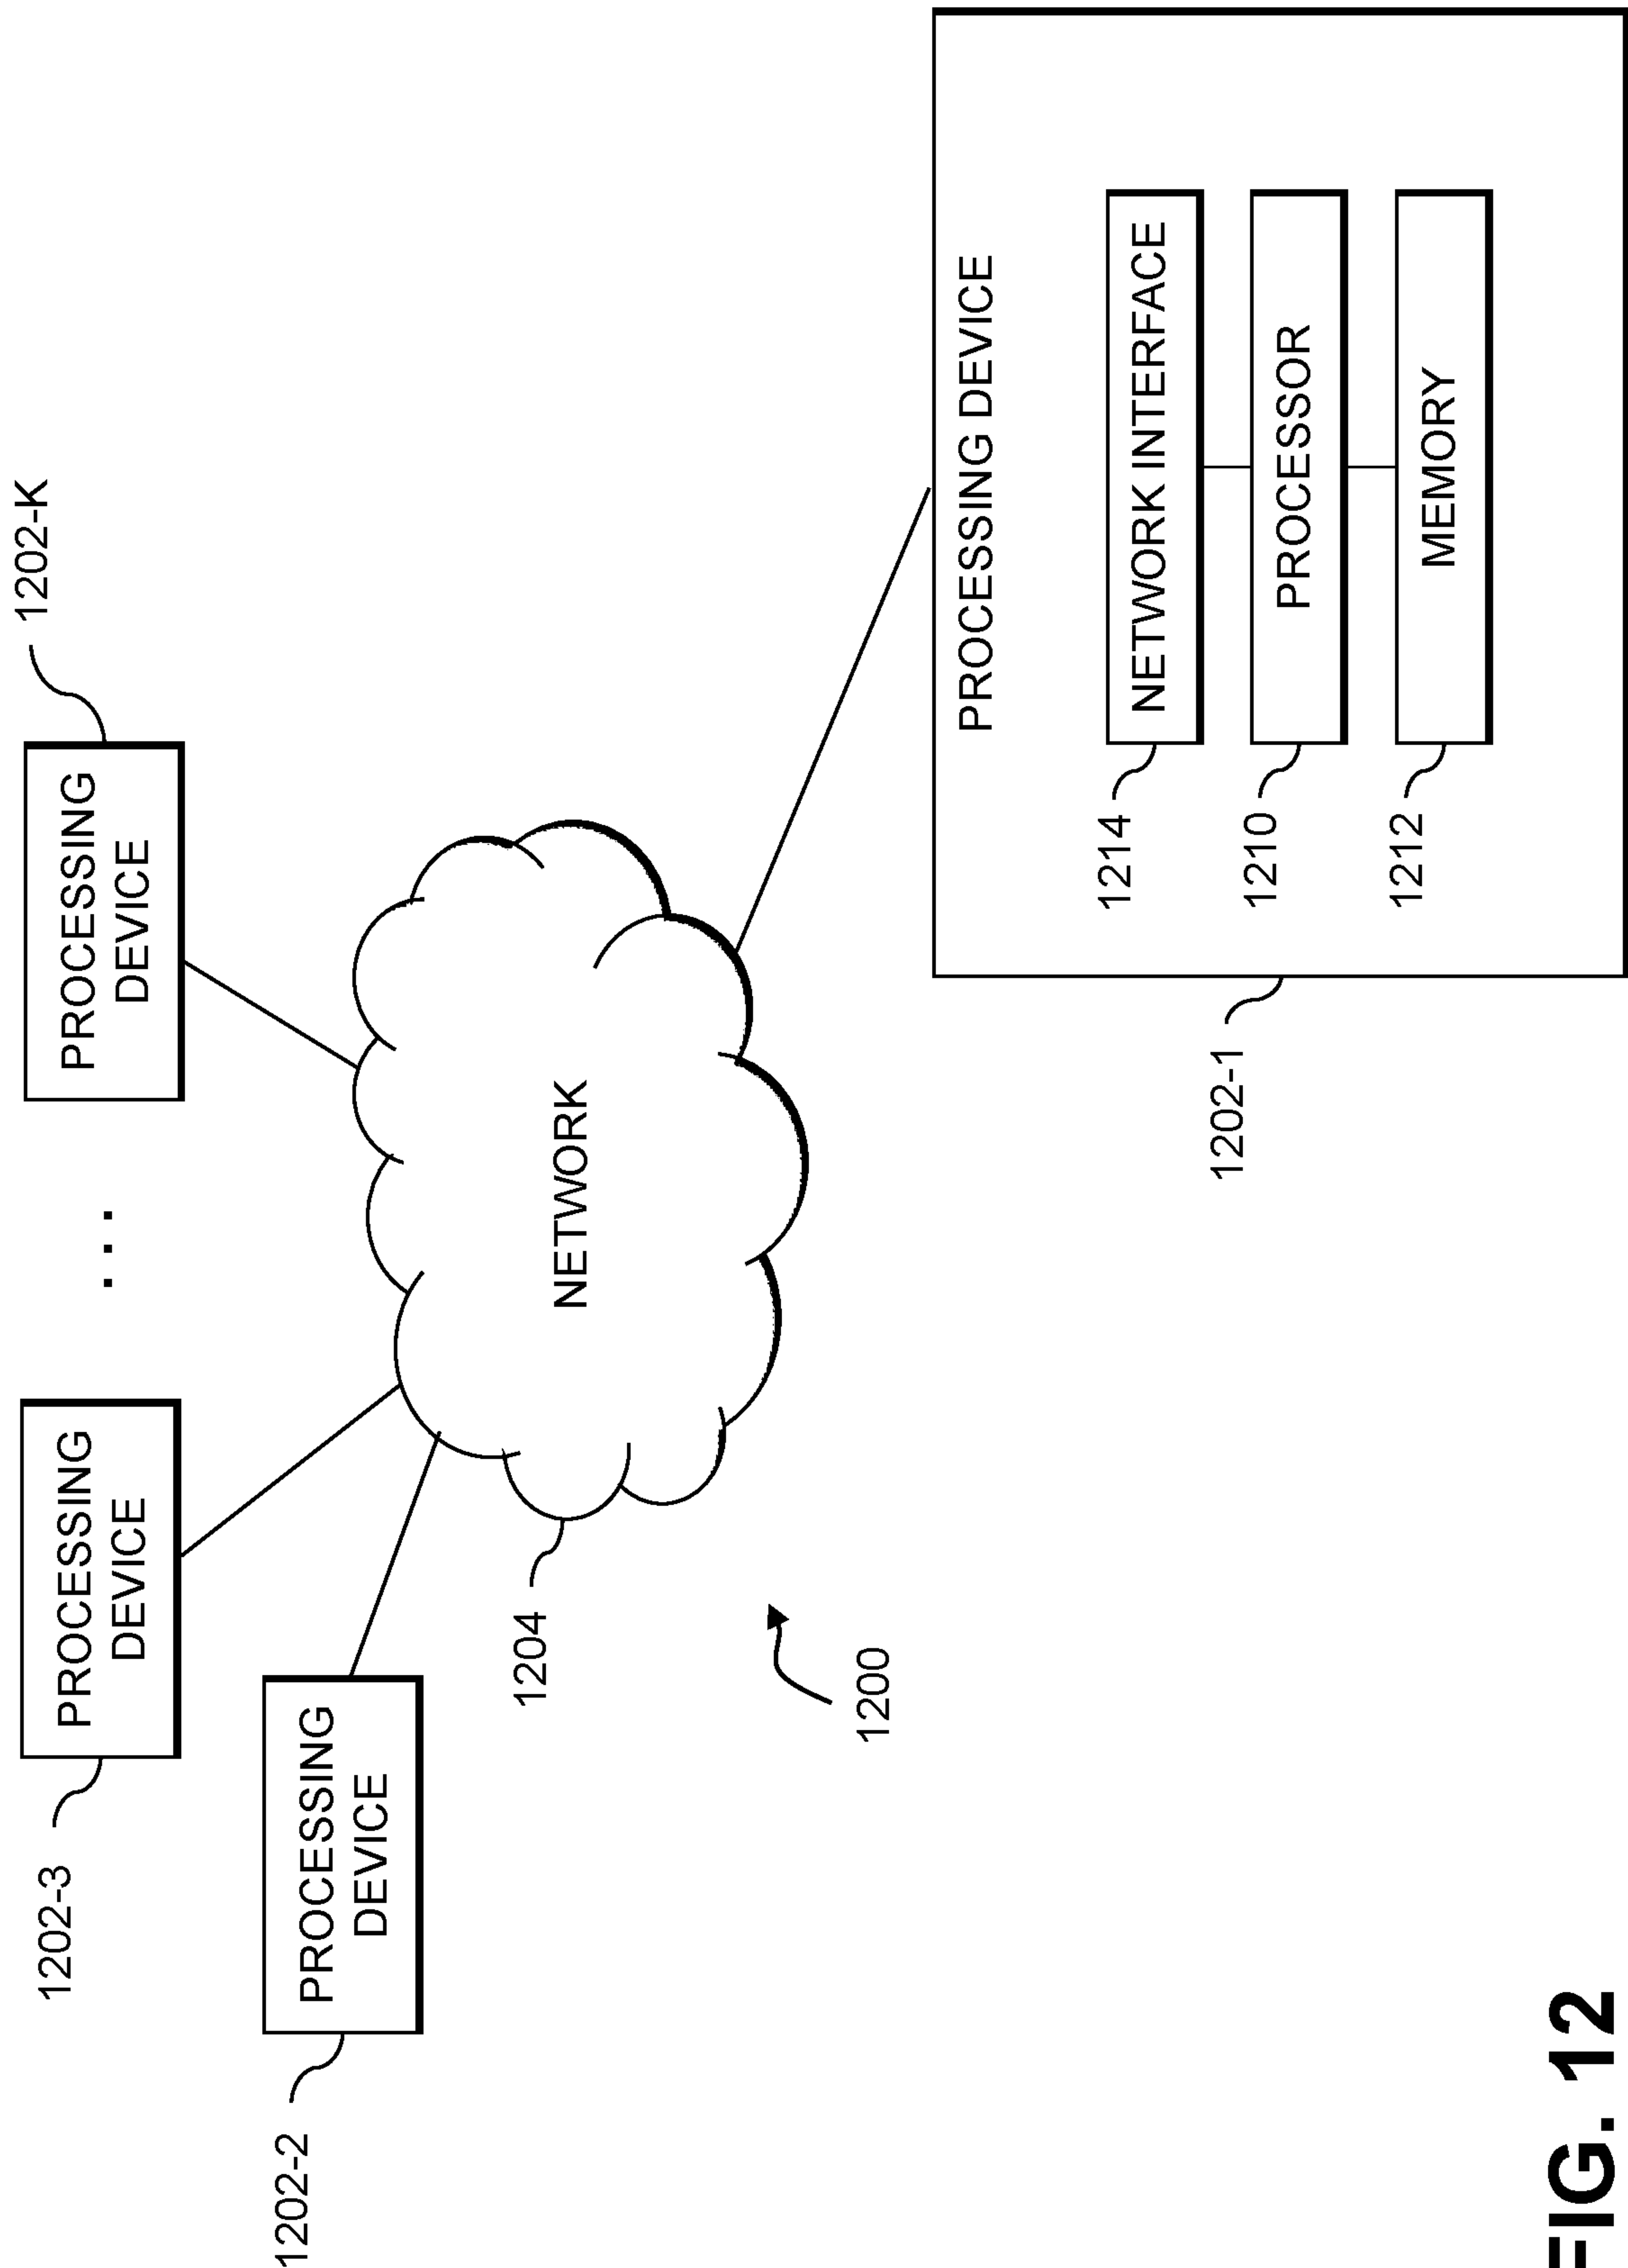 1200
1202-2
PROCESSING
DEVICE
1202-3
PROCESSING
DEVICE
. . .
PROCESSING
DEVICE
1202-K
1204
NETWORK
1202-1
PROCESSING DEVICE
1214
NETWORK INTERFACE
1210
PROCESSOR
1212
MEMORY
FIG. 12